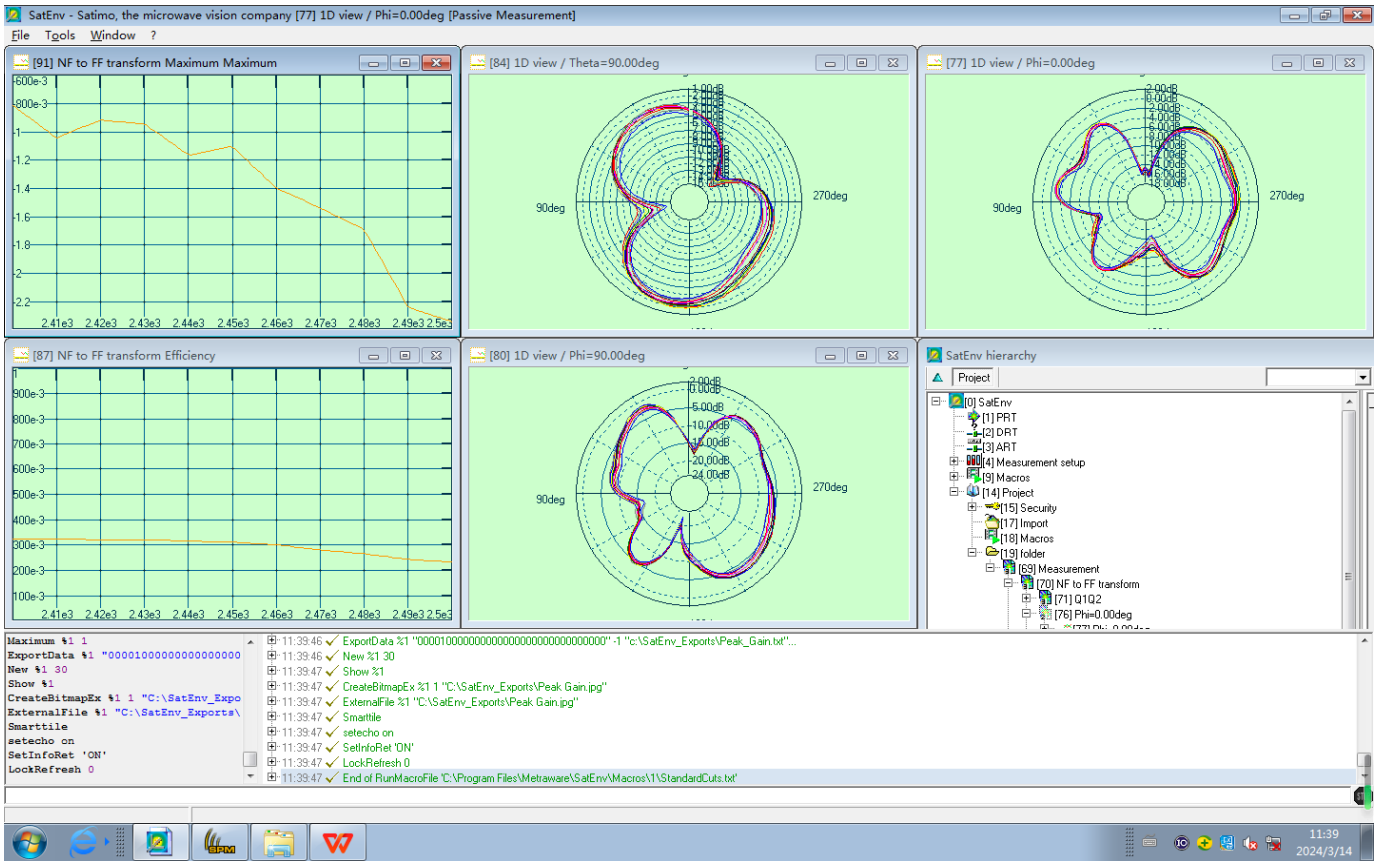 SatEnv - Satimo, the microwave vision company [77] 1D view / Phi=0.00deg [Passive Measurement]
File Tools Window ?
[91] NF to FF transform Maximum Maximum
-600e-3
-800e-3
-1
-1.2
-1.4
-1.6
-1.8
-2
-2.2
2.41e3 2.42e3 2.43e3 2.44e3 2.45e3 2.46e3 2.47e3 2.48e3 2.49e3 2.5e3
[84] 1D view / Theta=90.00deg
90deg
270deg
[77] 1D view / Phi=0.00deg
2.00dB
0.00dB
90deg
270deg
[87] NF to FF transform Efficiency
1
900e-3
800e-3
700e-3
600e-3
500e-3
400e-3
300e-3
200e-3
100e-3
2.41e3 2.42e3 2.43e3 2.44e3 2.45e3 2.46e3 2.47e3 2.48e3 2.49e3 2.5e3
[80] 1D view / Phi=90.00deg
2.00dB
0.00dB
-5.00dB
-10.00dB
-15.00dB
-20.00dB
-24.00dB
90deg
270deg
SatEnv hierarchy
Project
[0] SatEnv
[1] PRT
[2] DRT
[3] ART
[4] Measurement setup
[9] Macros
[14] Project
[15] Security
[17] Import
[18] Macros
[19] folder
[69] Measurement
[70] NF to FF transform
[71] Q1Q2
[76] Phi=0.00deg
[77] Phi=0.00deg
Maximum %1 1
ExportData %1 "00001000000000000000
New %1 30
Show %1
CreateBitmapEx %1 1 "C:\SatEnv_Expo
ExternalFile %1 "C:\SatEnv_Exports\
Smarttile
setecho on
SetInfoRet 'ON'
LockRefresh 0
11:39:46 ExportData %1 "00001000000000000000000000000000" -1 "c:\SatEnv_Exports\Peak_Gain.txt"...
11:39:46 New %1 30
11:39:47 Show %1
11:39:47 CreateBitmapEx %1 1 "C:\SatEnv_Exports\Peak Gain.jpg"
11:39:47 ExternalFile %1 "C:\SatEnv_Exports\Peak Gain.jpg"
11:39:47 Smarttile
11:39:47 setecho on
11:39:47 SetInfoRet 'ON'
11:39:47 LockRefresh 0
11:39:47 End of RunMacroFile 'C:\Program Files\Metraware\SatEnv\Macros\1\StandardCuts.txt'
SPM
11:39
2024/3/14